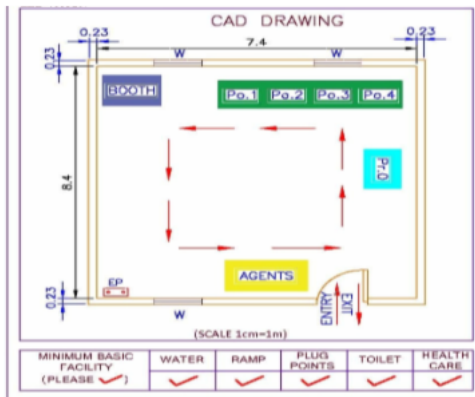 CAD DRAWING
0.23 7.4 0.23
0.23 W W
BOOTH Po.1 Po.2 Po.3 Po.4
Pr.O
8.4
EP AGENTS
0.23 W ENTRY EXIT
(SCALE 1cm=1m)
MINIMUM BASIC FACILITY (PLEASE ✓) WATER RAMP PLUG POINTS TOILET HEALTH CARE
✓ ✓ ✓ ✓ ✓